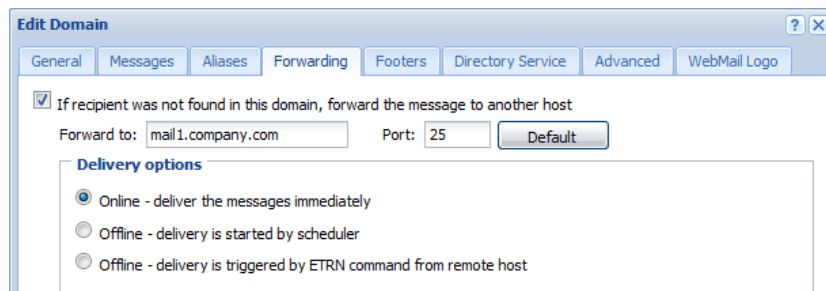 Edit Domain ? X
General Messages Aliases Forwarding Footers Directory Service Advanced WebMail Logo
If recipient was not found in this domain, forward the message to another host
Forward to: mail1.company.com Port: 25 Default
Delivery options
Online - deliver the messages immediately
Offline - delivery is started by scheduler
Offline - delivery is triggered by ETRN command from remote host